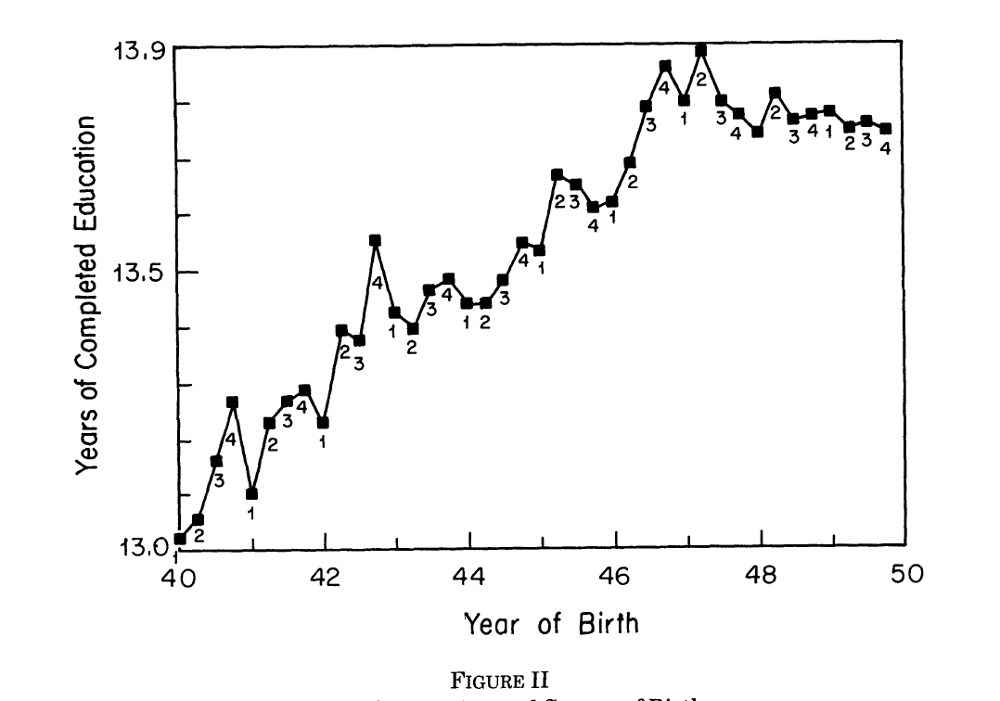 13.9
13.5
13.0
Years of Completed Education
1 2 3 4 1 2 3 4 1 2 3 4 1 2 3 4 1 2 3 4 1 2 3 4 1 2 3 4 1 2 3 4 2 3 4 1 2 3 4
40 42 44 46 48 50
Year of Birth
FIGURE II